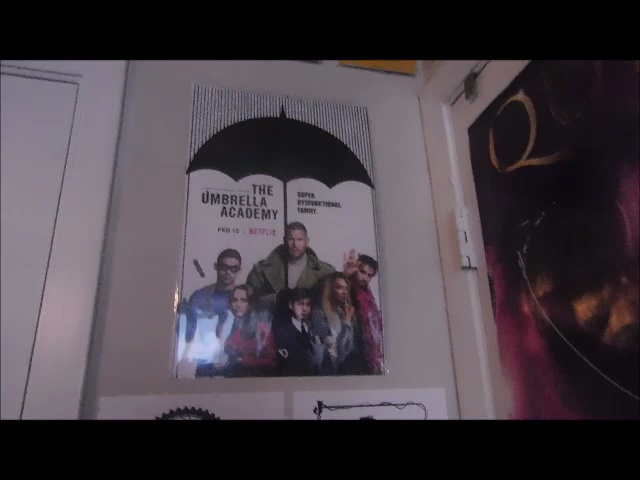 THE
UMBRELLA
ACADEMY
SUPER.
DYSFUNCTIONAL.
FAMILY.
FEB 15
NETFLIX
Q